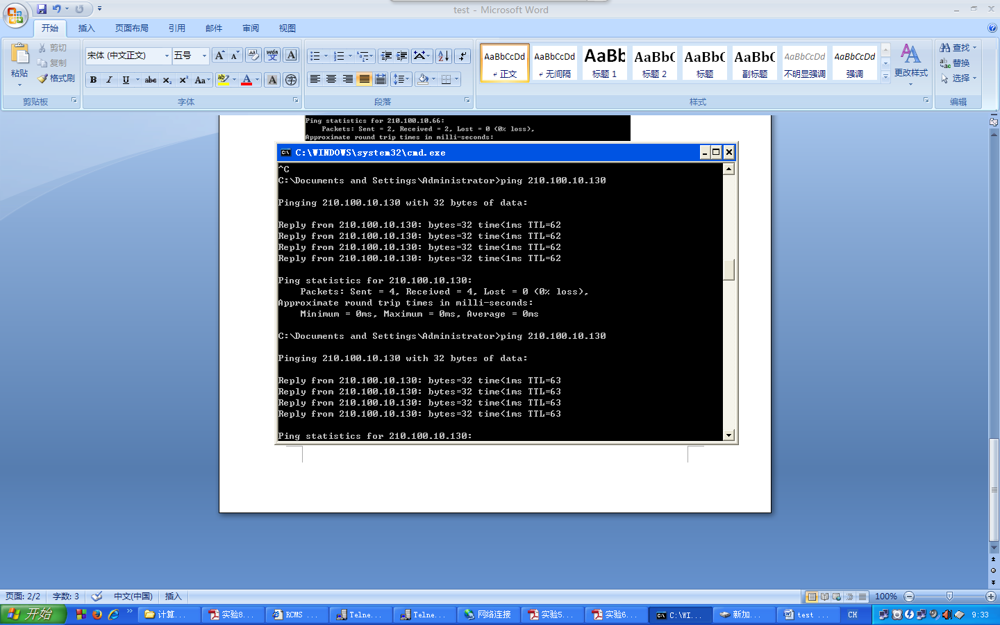 test - Microsoft Word
开始 插入 页面布局 引用 邮件 审阅 视图
粘贴
剪切
复制
格式刷
剪贴板
宋体 (中文正文) 五号
字体
段落
AaBbCcDd 正文
AaBbCcDd 无间隔
AaBb 标题 1
AaBbC 标题 2
AaBbC 标题
AaBbC 副标题
AaBbCcDd 不明显强调
AaBbCcDd 强调
更改样式
样式
查找
替换
选择
编辑
Ping statistics for 210.100.10.66:
Packets: Sent = 2, Received = 2, Lost = 0 (0% loss),
Approximate round trip times in milli-seconds:
C:\WINDOWS\system32\cmd.exe
^C
C:\Documents and Settings\Administrator>ping 210.100.10.130
Pinging 210.100.10.130 with 32 bytes of data:
Reply from 210.100.10.130: bytes=32 time<1ms TTL=62
Reply from 210.100.10.130: bytes=32 time<1ms TTL=62
Reply from 210.100.10.130: bytes=32 time<1ms TTL=62
Reply from 210.100.10.130: bytes=32 time<1ms TTL=62
Ping statistics for 210.100.10.130:
Packets: Sent = 4, Received = 4, Lost = 0 (0% loss),
Approximate round trip times in milli-seconds:
Minimum = 0ms, Maximum = 0ms, Average = 0ms
C:\Documents and Settings\Administrator>ping 210.100.10.130
Pinging 210.100.10.130 with 32 bytes of data:
Reply from 210.100.10.130: bytes=32 time<1ms TTL=63
Reply from 210.100.10.130: bytes=32 time<1ms TTL=63
Reply from 210.100.10.130: bytes=32 time<1ms TTL=63
Reply from 210.100.10.130: bytes=32 time<1ms TTL=63
Ping statistics for 210.100.10.130:
页面: 2/2 字数: 3 中文(中国) 插入 100%
开始 计算... 实验8... RCMS ... Telne... Telne... 网络连接 实验5... 实验6... C:\WI... 新加... test ... CH 9:33